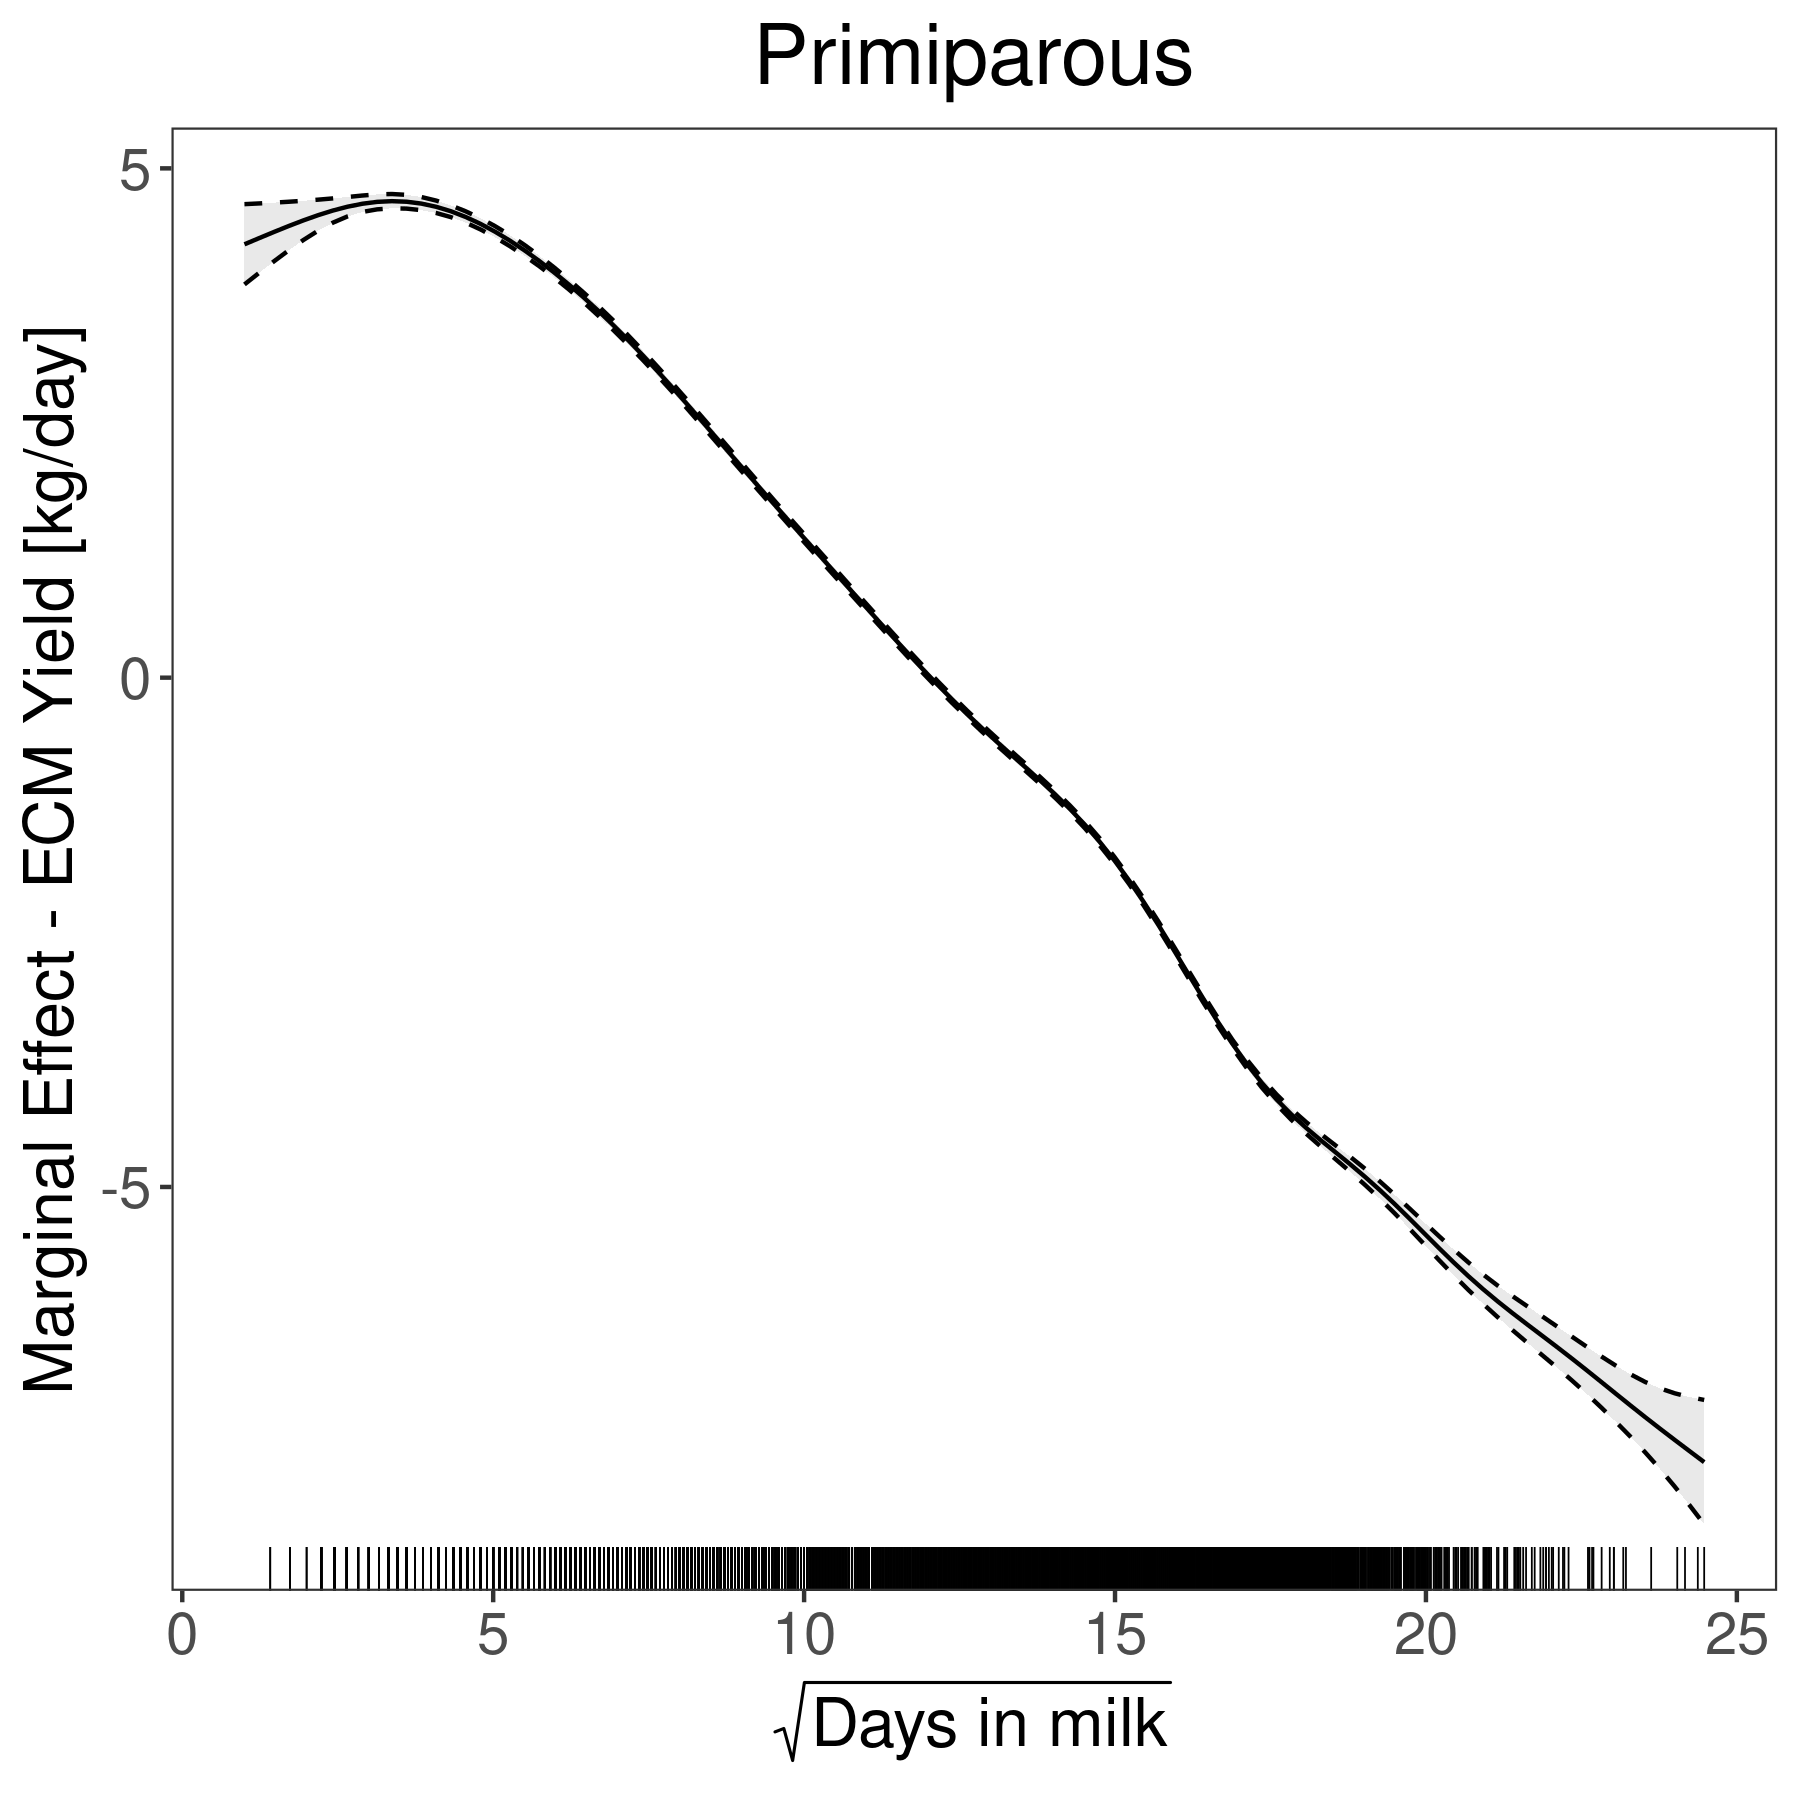 Primiparous
Marginal Effect - ECM Yield [kg/day]
5
0
-5
0 5 10 15 20 25
√Days in milk